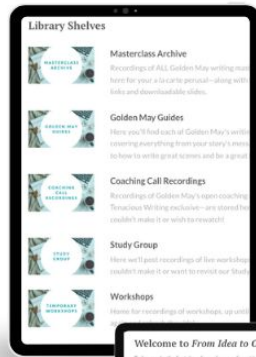 Library Shelves
MASTERCLASS
ARCHIVE
Masterclass Archive
Recordings of ALL Golden May writing mas
here for your a la carte perusal—along with
links and downloadable slides.
GOLDEN MAY
GUIDES
Golden May Guides
Here you'll find each of Golden May's writi
covering everything from your story's mess
to how to write great scenes and be a great
COACHING
CALL
RECORDINGS
Coaching Call Recordings
Recordings of Golden May's open coaching
Tenacious Writing exclusive—are stored her
couldn't make it or wish to rewatch!
STUDY
GROUP
Study Group
Here we'll post recordings of live workshop
couldn't make it or want to revisit our Study
TEMPORARY
WORKSHOPS
Workshops
Home for recordings of workshops, up until
Welcome to From Idea to O